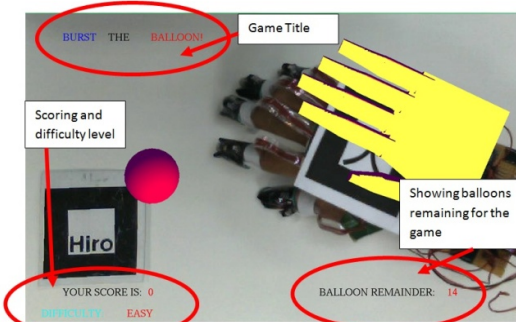 BURST THE BALLOON!
Game Title
Scoring and
difficulty level
Showing balloons
remaining for the
game
Hiro
YOUR SCORE IS: 0
BALLOON REMAINDER: 14
DIFFICULTY: EASY